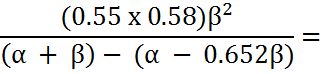 (0.55 x 0.58)β²
(α + β) − (α − 0.652β) =